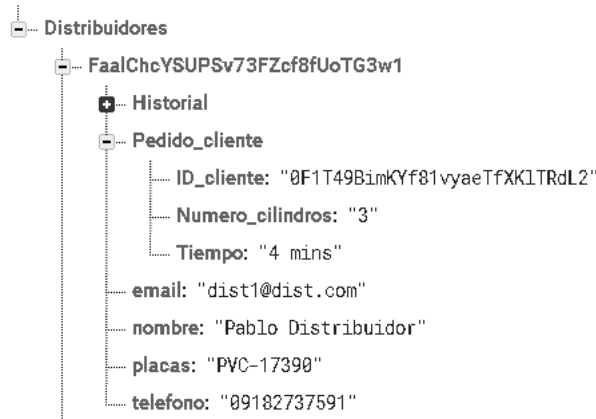 Distribuidores
FaalChcYSUPSv73FZcf8fUoTG3w1
Historial
Pedido_cliente
ID_cliente: "0F1T49BimKYf81vyaeTfXKlTRdL2"
Numero_cilindros: "3"
Tiempo: "4 mins"
email: "dist1@dist.com"
nombre: "Pablo Distribuidor"
placas: "PVC-17390"
telefono: "09182737591"